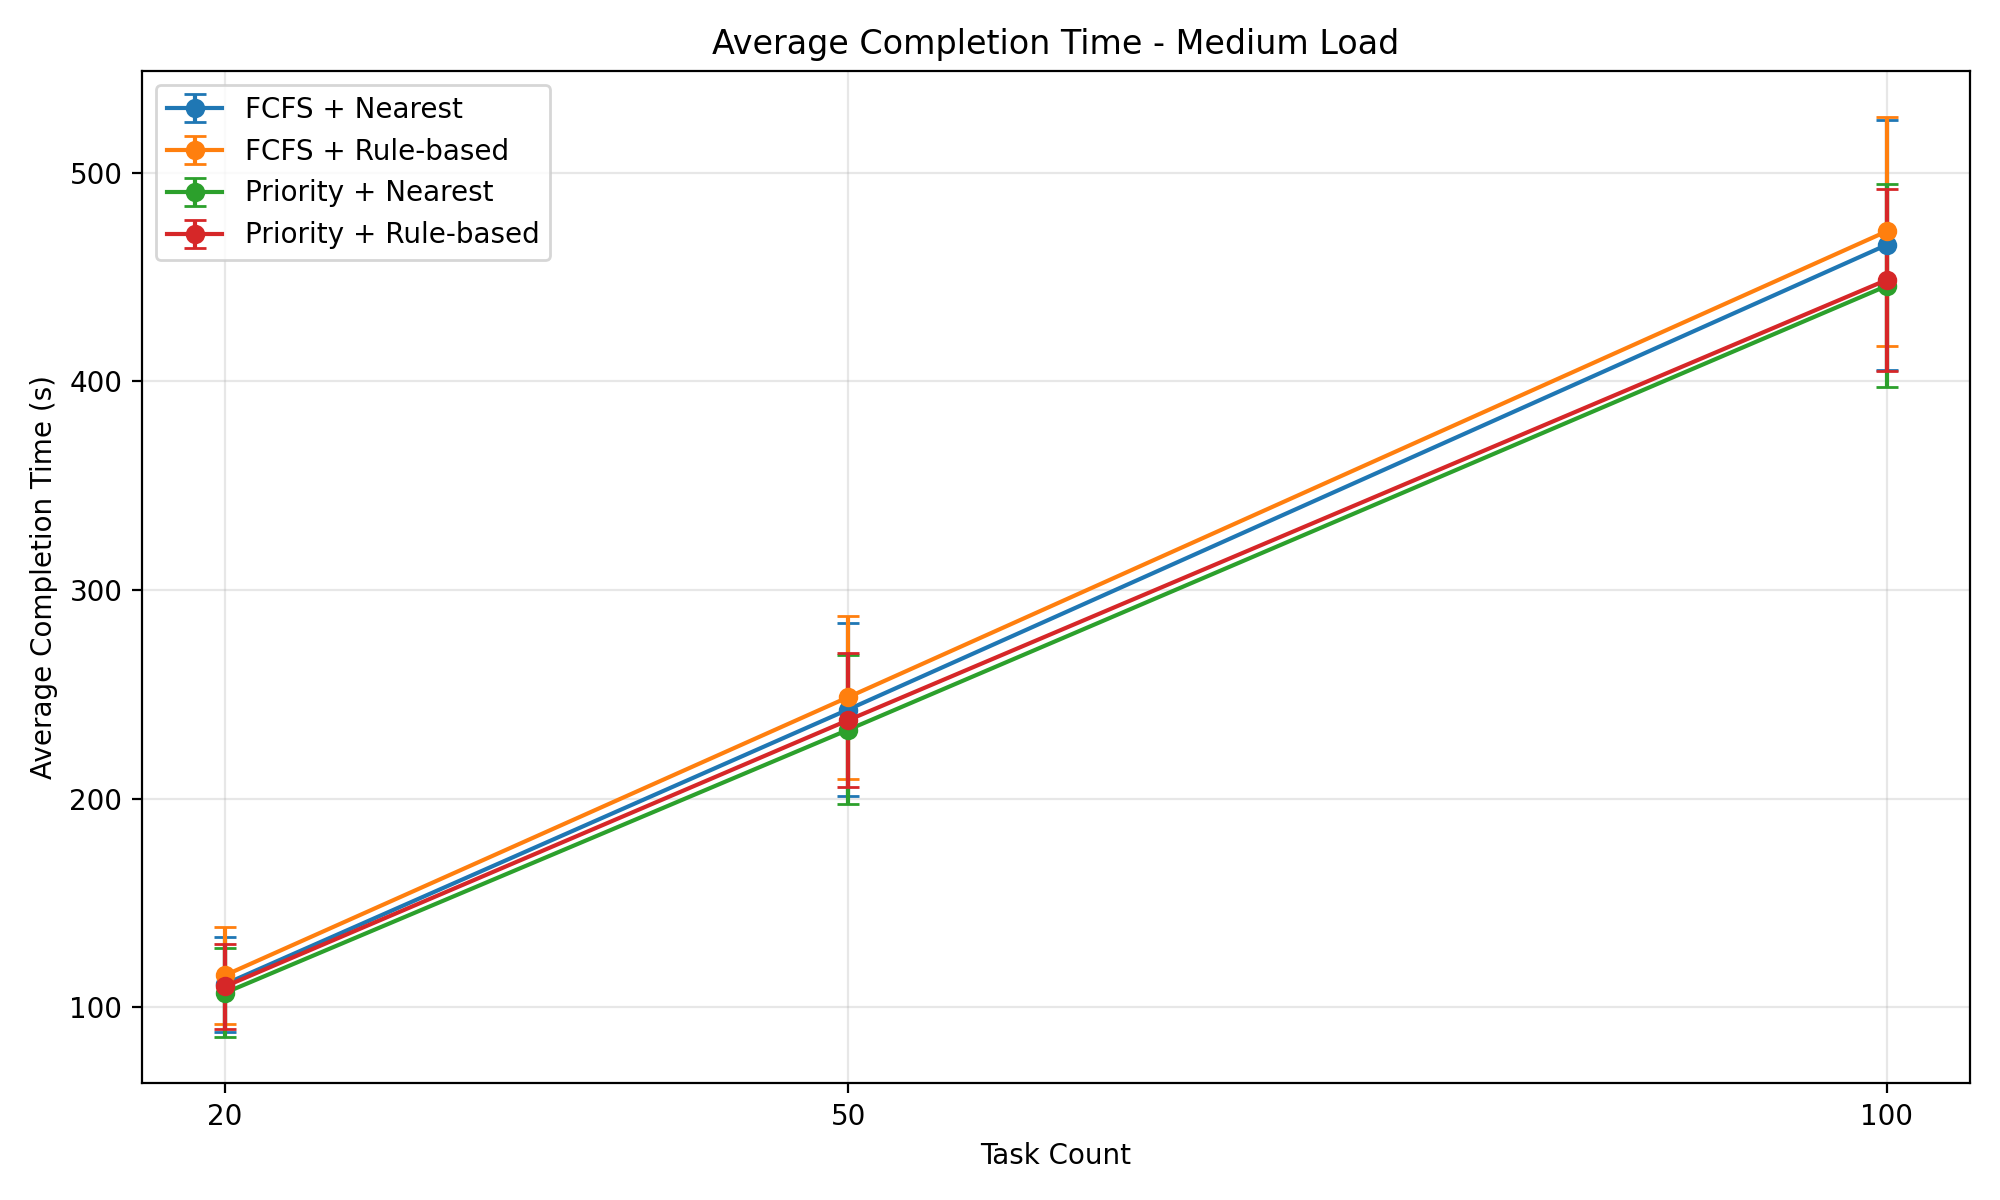 Average Completion Time - Medium Load
FCFS + Nearest
FCFS + Rule-based
Priority + Nearest
Priority + Rule-based
500
400
300
200
100
Average Completion Time (s)
20
50
100
Task Count